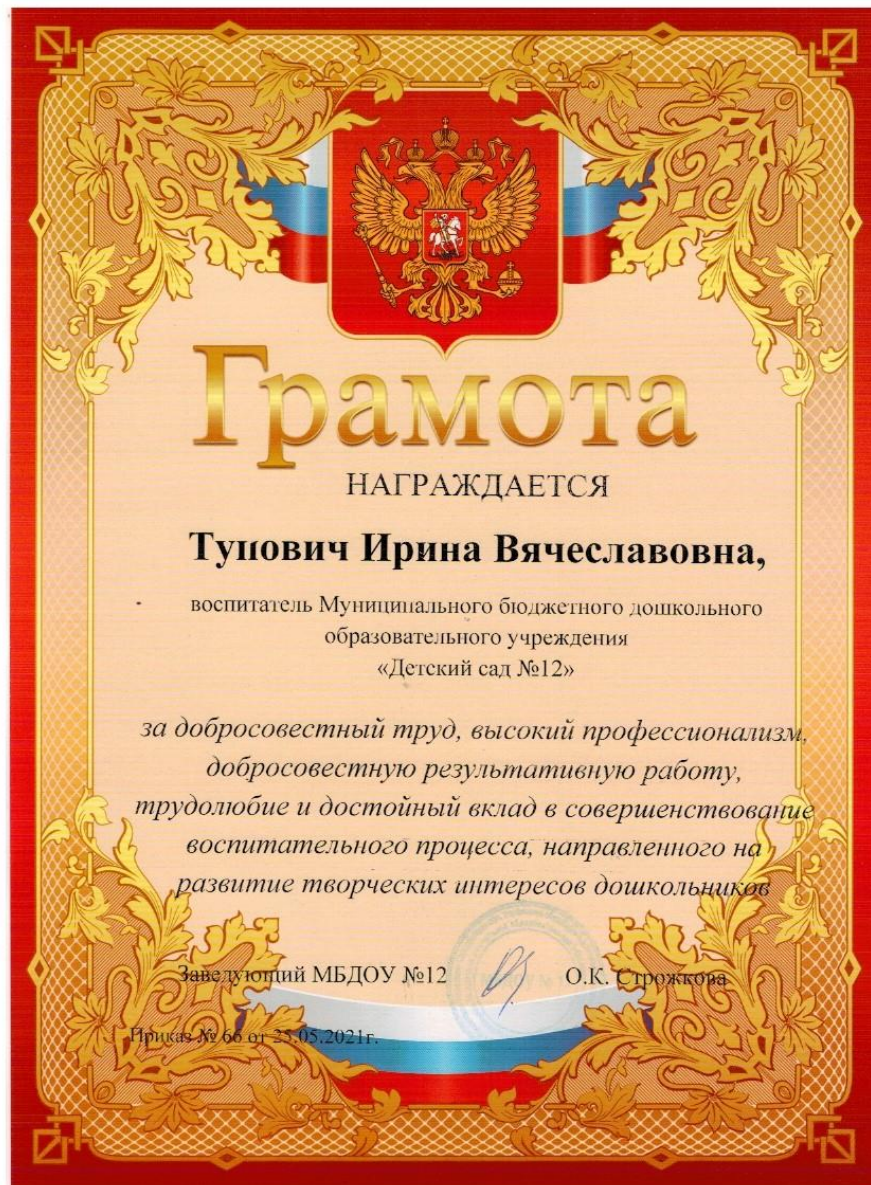 Грамота
НАГРАЖДАЕТСЯ
Тупович Ирина Вячеславовна,
воспитатель Муниципального бюджетного дошкольного
образовательного учреждения
«Детский сад №12»
за добросовестный труд, высокий профессионализм,
добросовестную результативную работу,
трудолюбие и достойный вклад в совершенствование
воспитательного процесса, направленного на
развитие творческих интересов дошкольников
Заведующий МБДОУ №12 О.К. Строжкова
Приказ № 66 от 25.05.2021г.